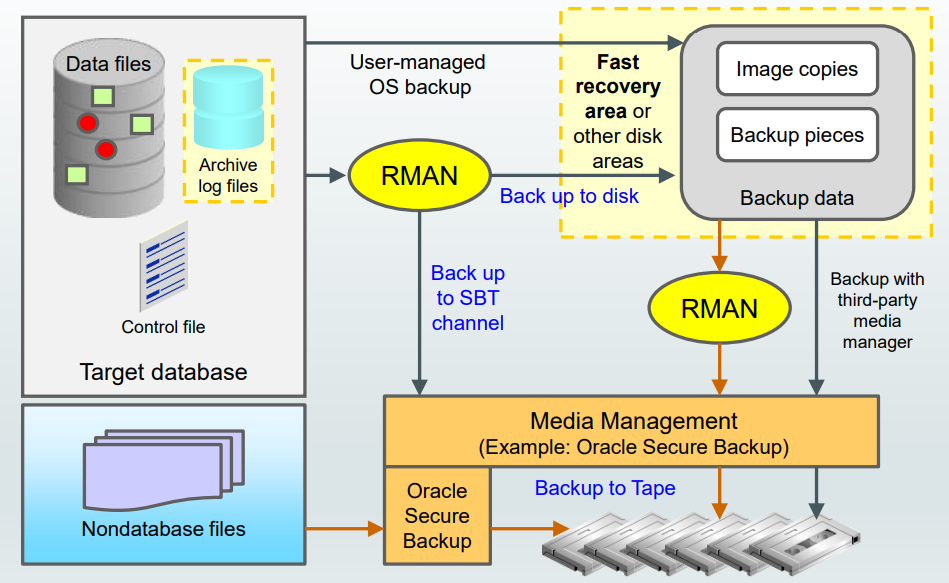 Data files
Archive
log files
Control file
Target database
User-managed
OS backup
RMAN
Back up to disk
Back up
to SBT
channel
Fast
recovery
area or
other disk
areas
Image copies
Backup pieces
Backup data
RMAN
Backup with
third-party
media
manager
Media Management
(Example: Oracle Secure Backup)
Nondatabase files
Oracle
Secure
Backup
Backup to Tape